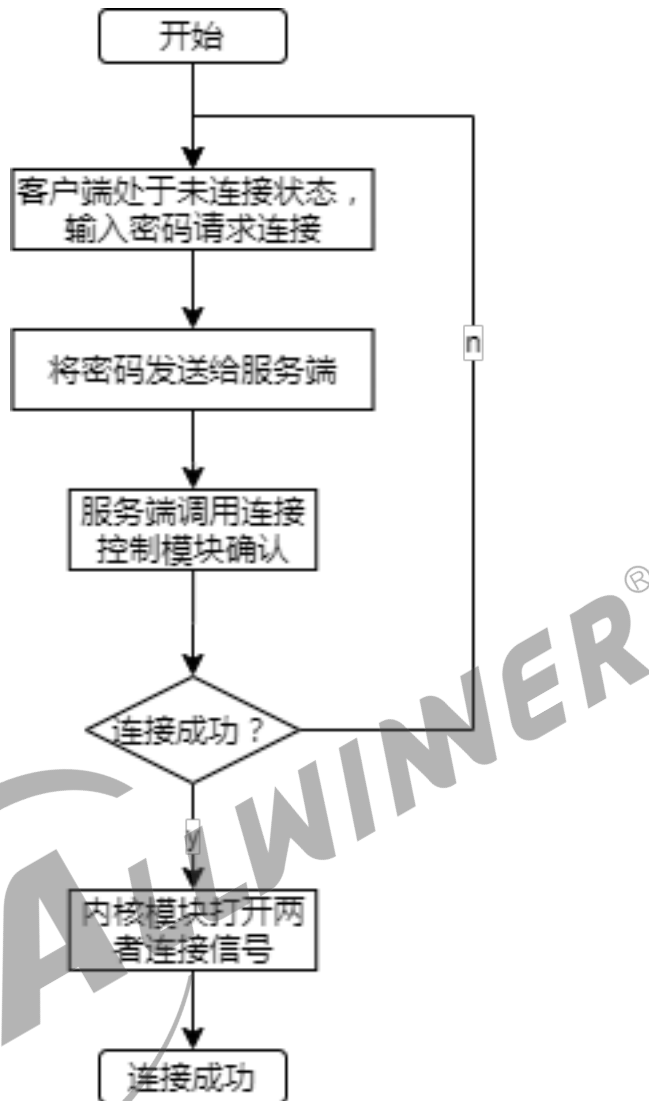 开始
客户端处于未连接状态，
输入密码请求连接
n
将密码发送给服务端
服务端调用连接
控制模块确认
连接成功？
y
内核模块打开两
者连接信号
连接成功
ALLWINNER®